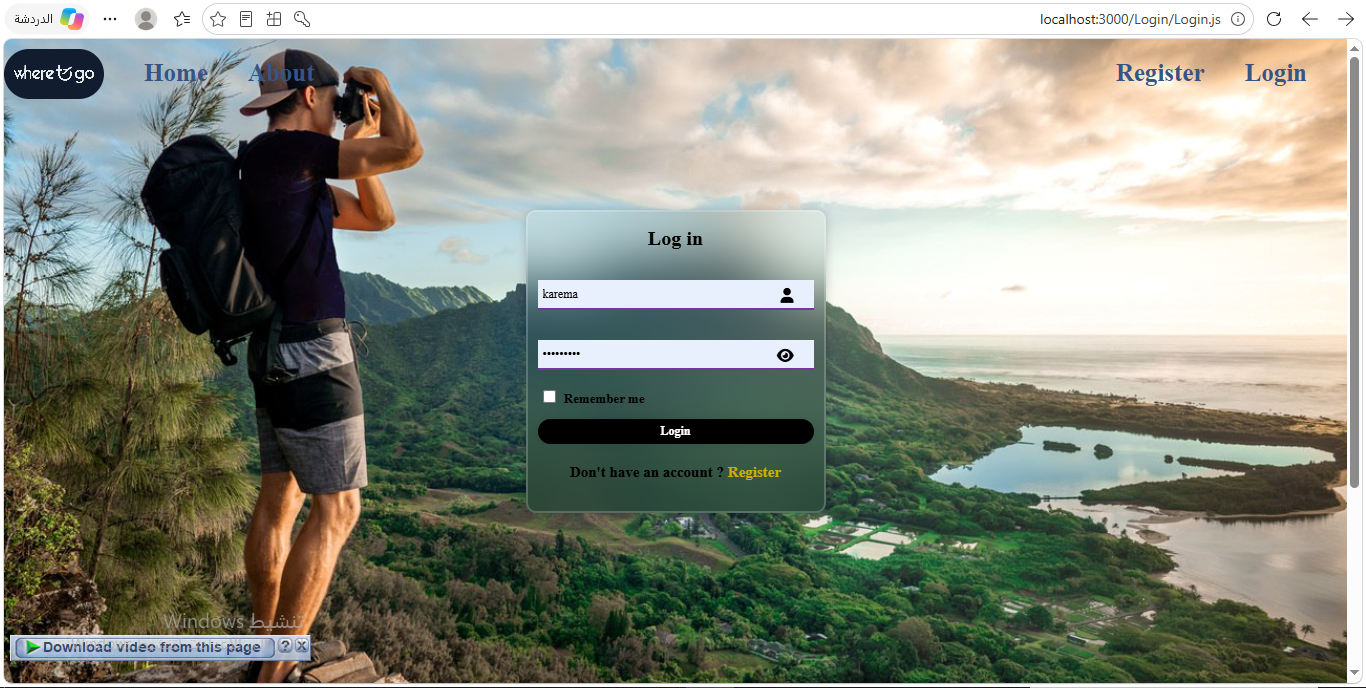 الدردشة
localhost:3000/Login/Login.js
where to go
Home About Register Login
Log in
karema
•••••••••
Remember me
Login
Don't have an account ? Register
تنشيط Windows
Download video from this page ? X